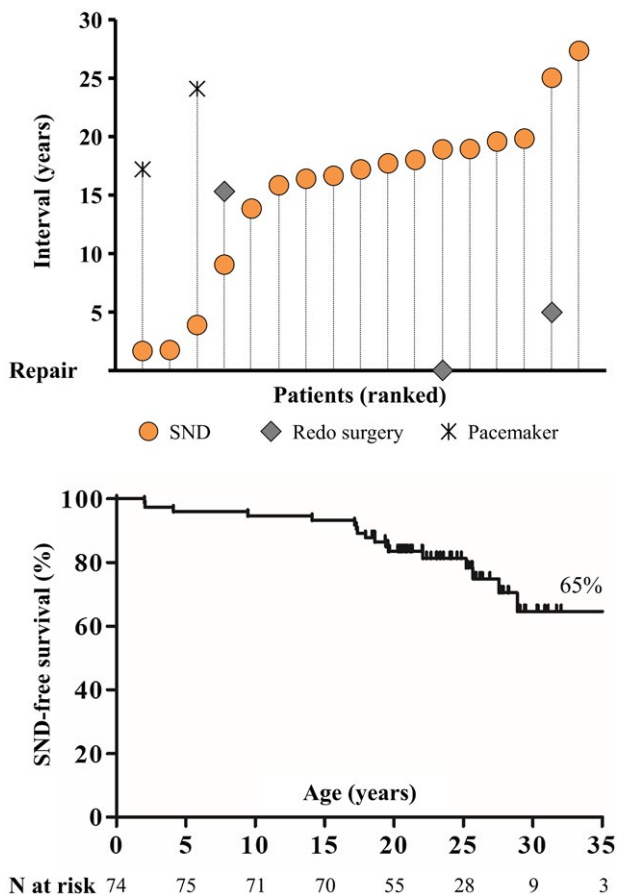 30
25
20
15
10
5
Repair
Interval (years)
Patients (ranked)
SND Redo surgery Pacemaker
100
80
60
40
20
0
SND-free survival (%)
65%
Age (years)
0 5 10 15 20 25 30 35
N at risk 74 75 71 70 55 28 9 3